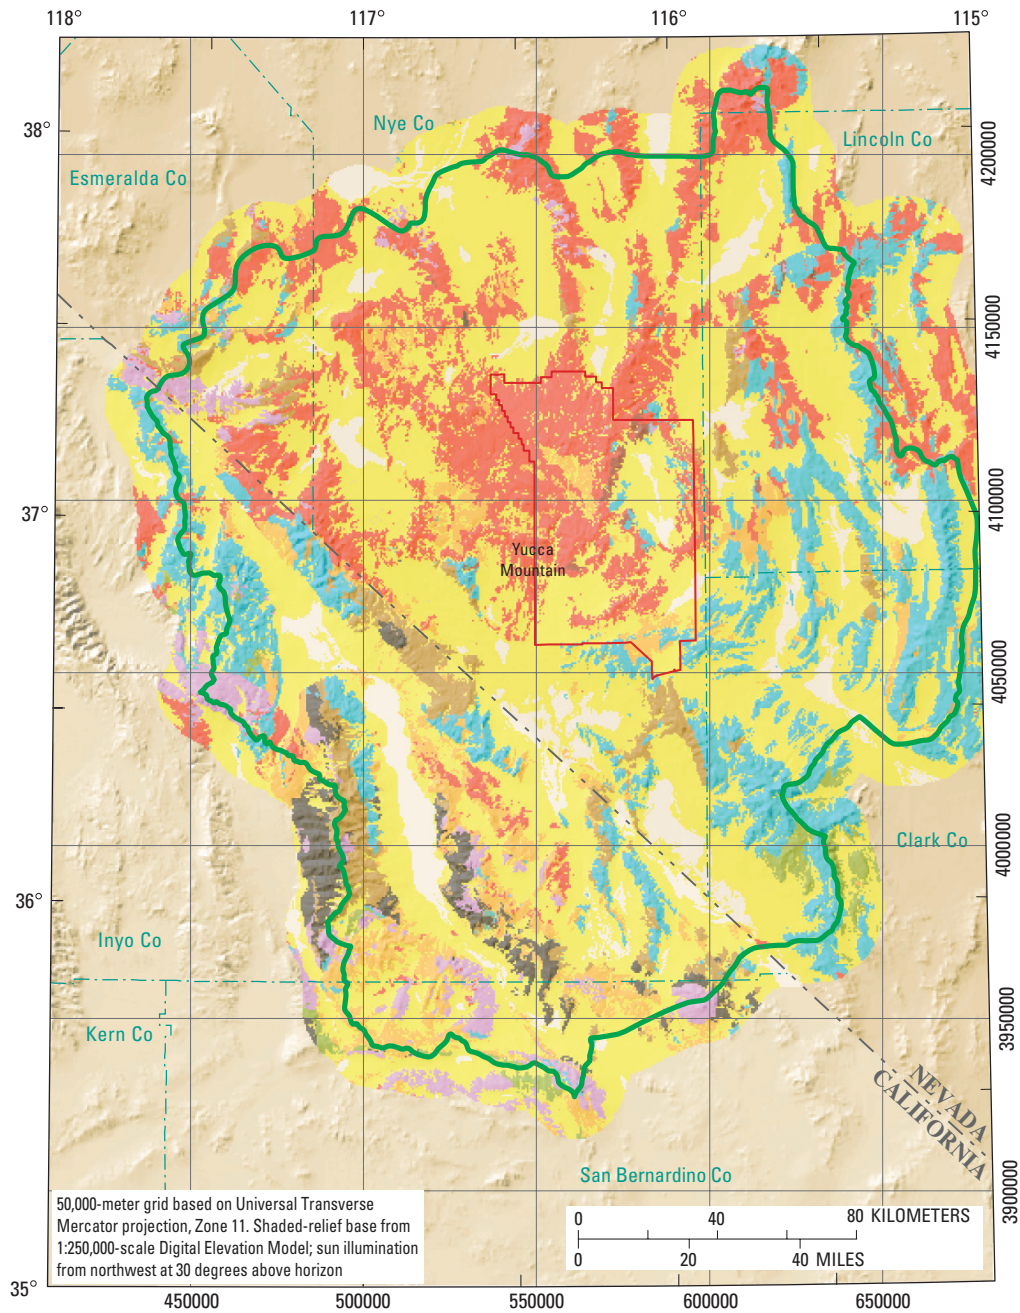 118°
117°
116°
115°
38°
37°
36°
35°
Nye Co
Lincoln Co
Esmeralda Co
4200000
4150000
4100000
4050000
4000000
3950000
3900000
Yucca
Mountain
Clark Co
Inyo Co
Kern Co
NEVADA
CALIFORNIA
San Bernardino Co
50,000-meter grid based on Universal Transverse
Mercator projection, Zone 11. Shaded-relief base from
1:250,000-scale Digital Elevation Model; sun illumination
from northwest at 30 degrees above horizon
0 40 80 KILOMETERS
0 20 40 MILES
450000
500000
550000
600000
650000